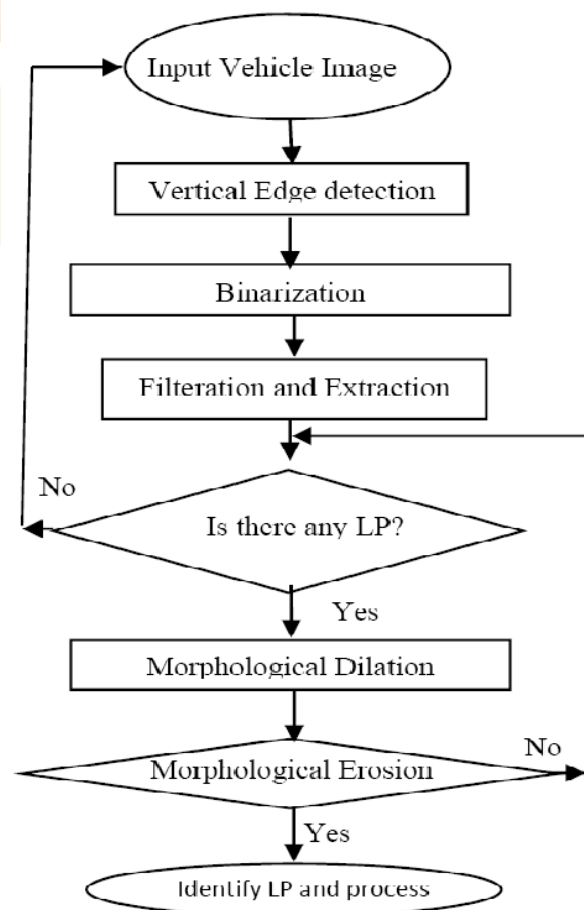 Input Vehicle Image
Vertical Edge detection
Binarization
Filteration and Extraction
No
Is there any LP?
Yes
Morphological Dilation
No
Morphological Erosion
Yes
Identify LP and process